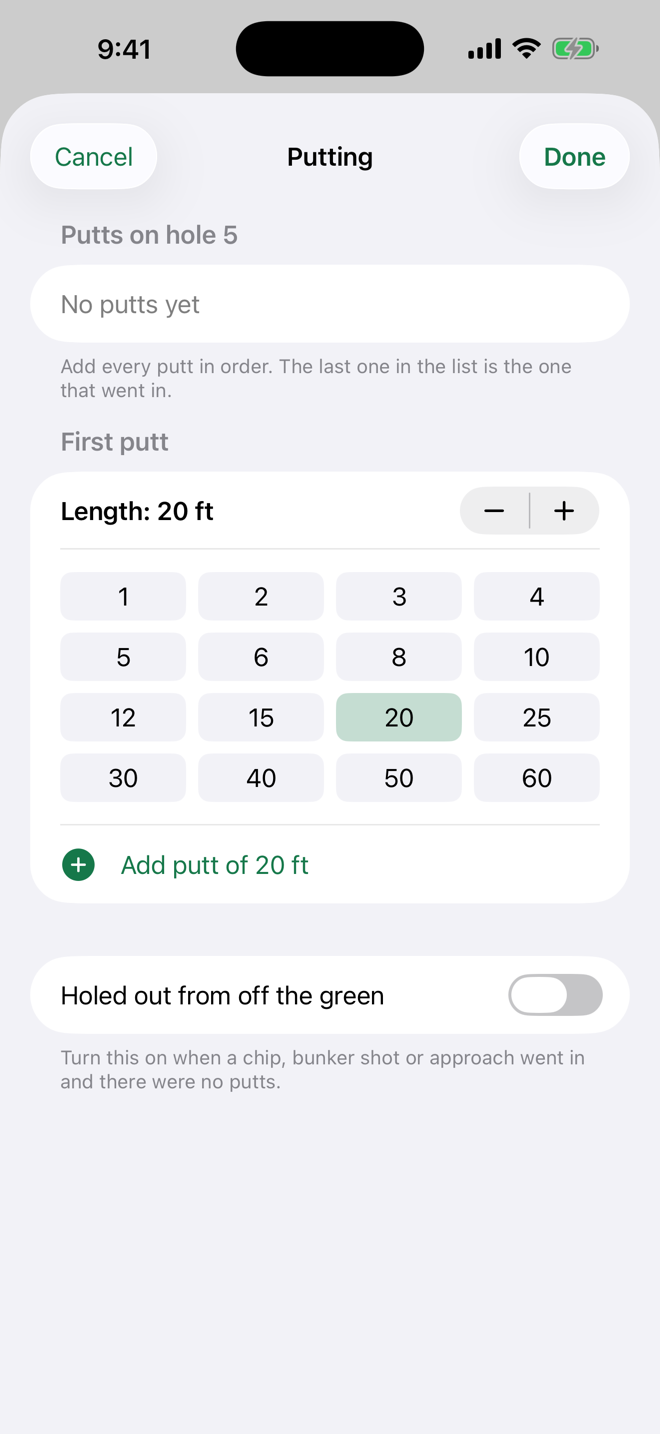 9:41
Cancel
Putting
Done
Putts on hole 5
No putts yet
Add every putt in order. The last one in the list is the one
that went in.
First putt
Length: 20 ft
1 2 3 4
5 6 8 10
12 15 20 25
30 40 50 60
Add putt of 20 ft
Holed out from off the green
Turn this on when a chip, bunker shot or approach went in
and there were no putts.